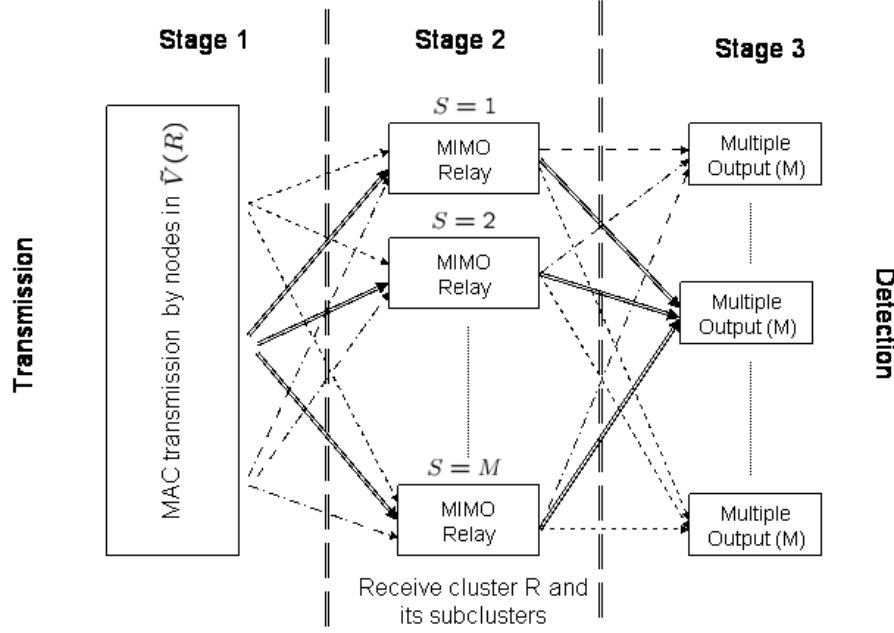 Stage 1
Stage 2
Stage 3
Transmission
MAC transmission by nodes in Ṽ(R)
S = 1
MIMO
Relay
S = 2
MIMO
Relay
S = M
MIMO
Relay
Receive cluster R and
its subclusters
Multiple
Output (M)
Multiple
Output (M)
Multiple
Output (M)
Detection